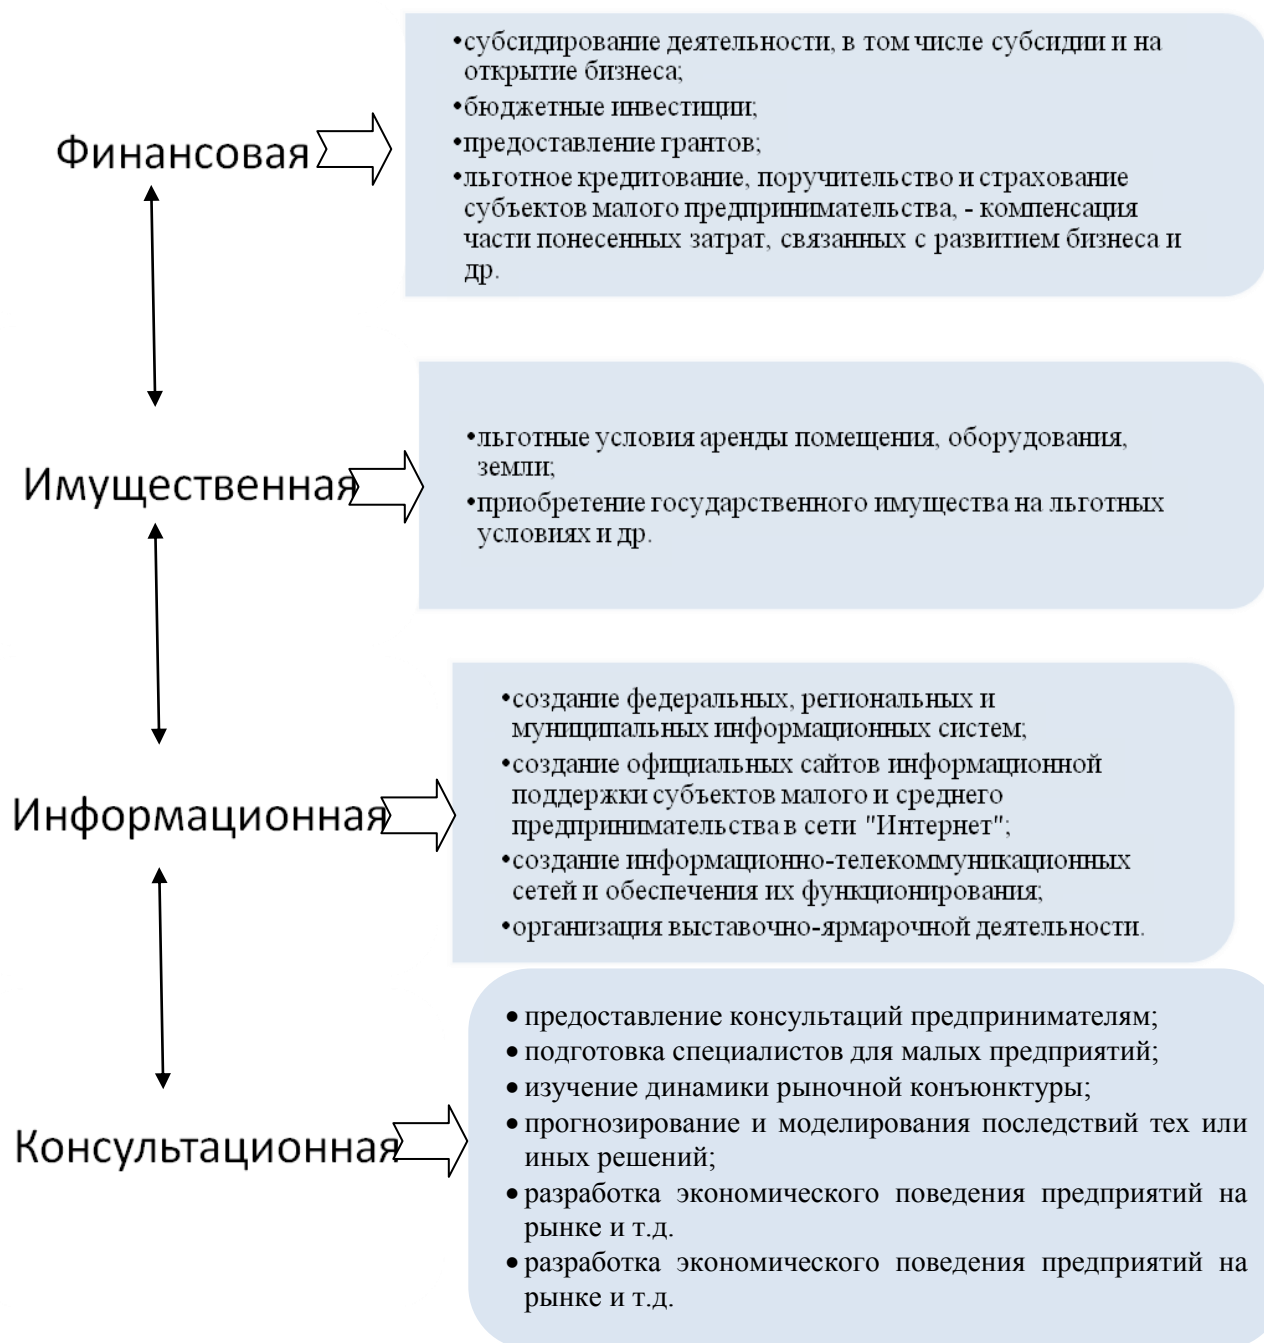 Финансовая
•субсидирование деятельности, в том числе субсидии и на
открытие бизнеса;
•бюджетные инвестиции;
•предоставление грантов;
•льготное кредитование, поручительство и страхование
субъектов малого предпринимательства, - компенсация
части понесенных затрат, связанных с развитием бизнеса и
др.
Имущественная
•льготные условия аренды помещения, оборудования,
земли;
•приобретение государственного имущества на льготных
условиях и др.
Информационная
•создание федеральных, региональных и
муниципальных информационных систем;
•создание официальных сайтов информационной
поддержки субъектов малого и среднего
предпринимательства в сети "Интернет";
•создание информационно-телекоммуникационных
сетей и обеспечения их функционирования;
•организация выставочно-ярмарочной деятельности.
Консультационная
• предоставление консультаций предпринимателям;
• подготовка специалистов для малых предприятий;
• изучение динамики рыночной конъюнктуры;
• прогнозирование и моделирования последствий тех или
иных решений;
• разработка экономического поведения предприятий на
рынке и т.д.
• разработка экономического поведения предприятий на
рынке и т.д.